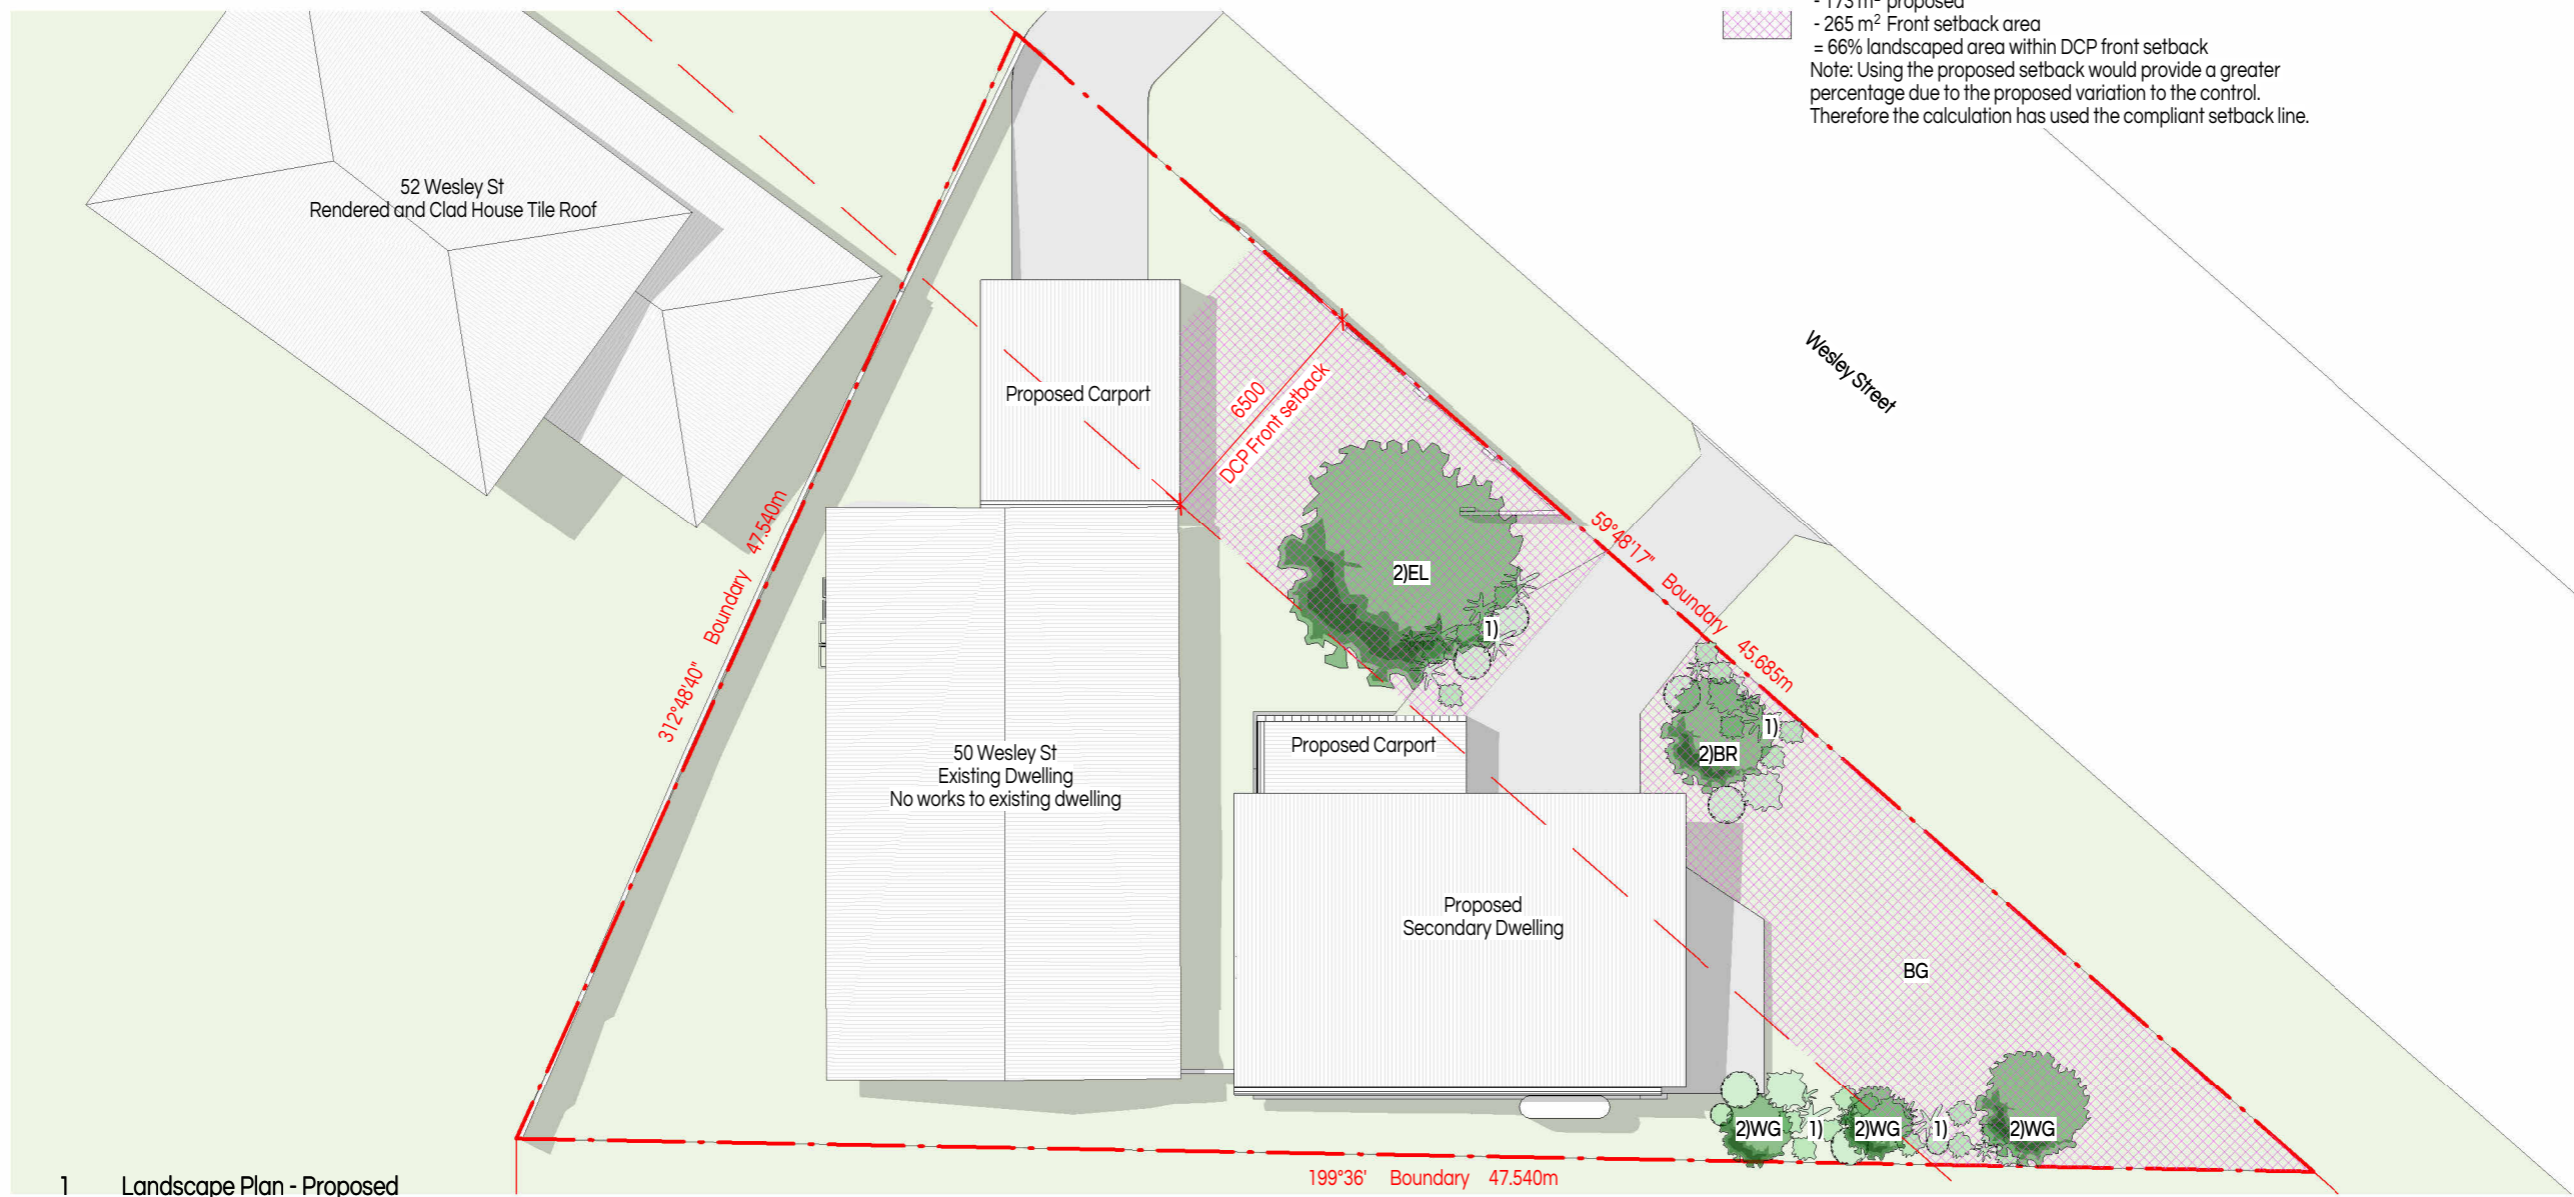 - 173 m² proposed
- 265 m² Front setback area
= 66% landscaped area within DCP front setback
Note: Using the proposed setback would provide a greater
percentage due to the proposed variation to the control.
Therefore the calculation has used the compliant setback line.
52 Wesley St
Rendered and Clad House Tile Roof
Wesley Street
Proposed Carport
6500
DCP Front setback
312°48'40" Boundary 47.540m
59°48'17" Boundary 45.685m
2)EL
1)
2)BR
1)
50 Wesley St
Existing Dwelling
No works to existing dwelling
Proposed Carport
Proposed
Secondary Dwelling
BG
2)WG
1)
2)WG
1)
2)WG
199°36' Boundary 47.540m
1 Landscape Plan - Proposed